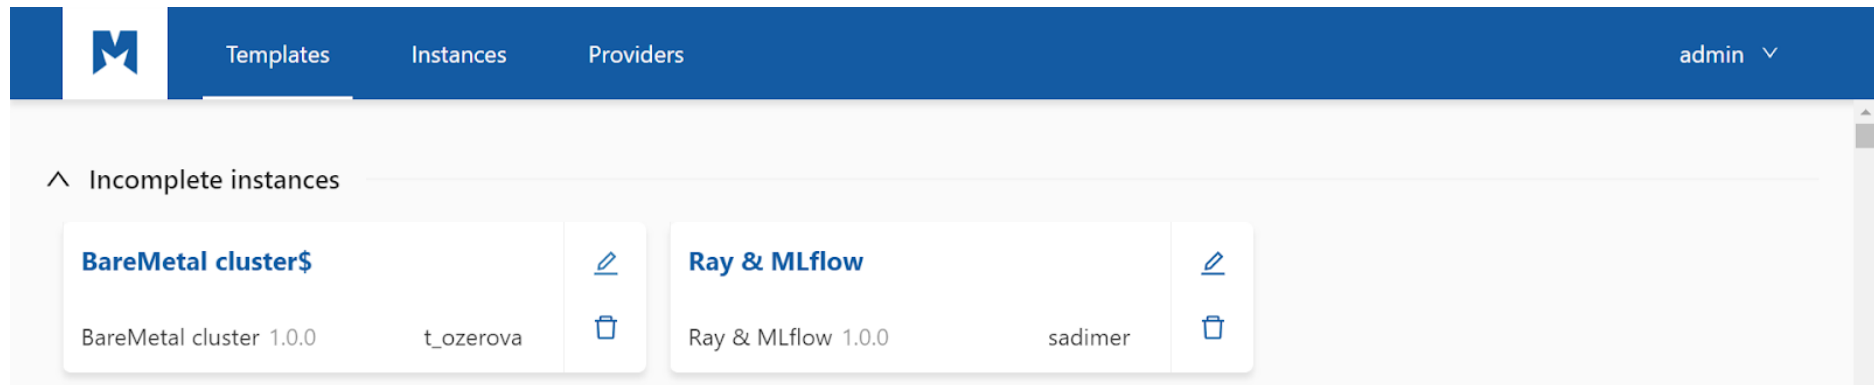 Templates Instances Providers admin
Incomplete instances
BareMetal cluster$
BareMetal cluster 1.0.0 t_ozerova
Ray & MLflow
Ray & MLflow 1.0.0 sadimer